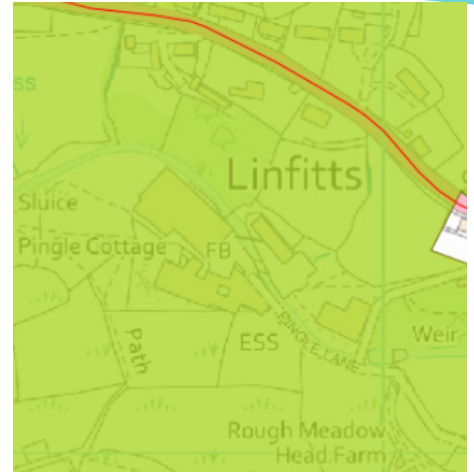 ss
Linfitts
Sluice
Pingle Cottage
FB
Path
ESS
PINGLE LANE
Weir
Rough Meadow
Head Farm